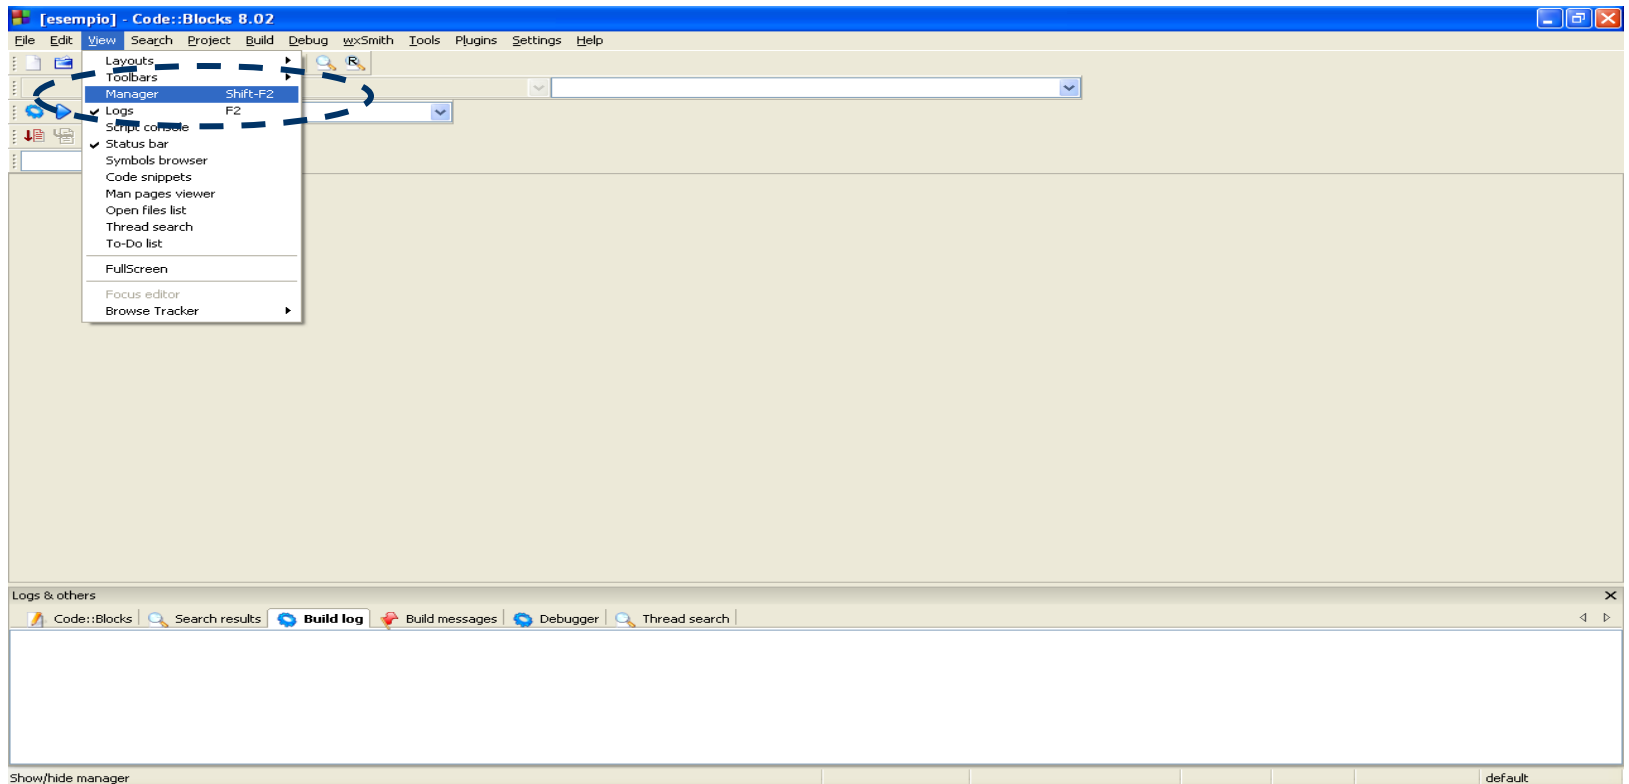 [esempio] - Code::Blocks 8.02
File Edit View Search Project Build Debug wxSmith Tools Plugins Settings Help
Layouts
Toolbars
Manager Shift-F2
Logs F2
Script console
Status bar
Symbols browser
Code snippets
Man pages viewer
Open files list
Thread search
To-Do list
FullScreen
Focus editor
Browse Tracker
Logs & others
Code::Blocks Search results Build log Build messages Debugger Thread search
Show/hide manager default